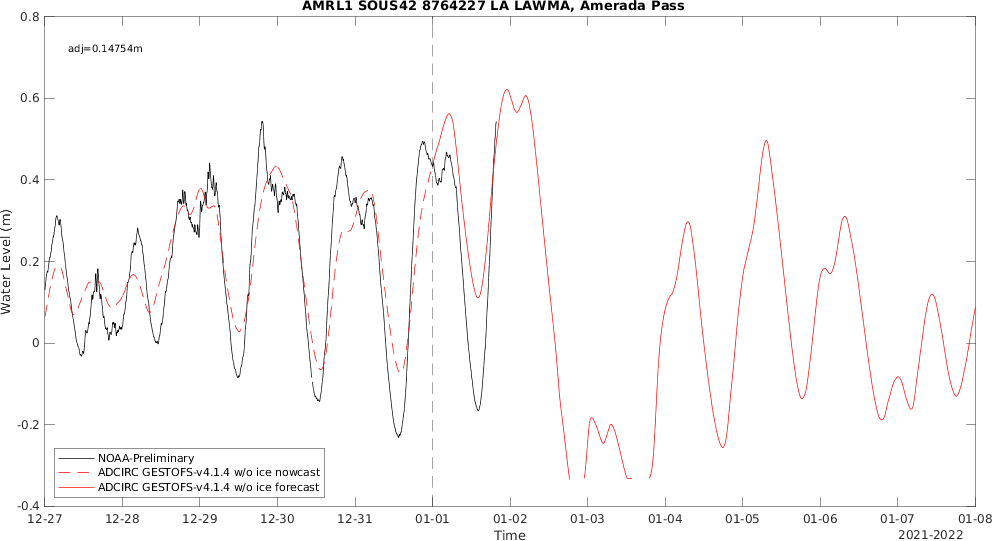 AMRL1 SOUS42 8764227 LA LAWMA, Amerada Pass
adj=0.14754m
Water Level (m)
0.8
0.6
0.4
0.2
0
-0.2
-0.4
NOAA-Preliminary
ADCIRC GESTOFS-v4.1.4 w/o ice nowcast
ADCIRC GESTOFS-v4.1.4 w/o ice forecast
12-27 12-28 12-29 12-30 12-31 01-01 01-02 01-03 01-04 01-05 01-06 01-07 01-08
Time
2021-2022